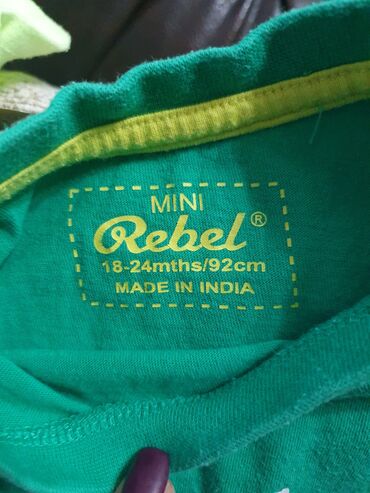 MINI
Rebel®
18-24mths/92cm
MADE IN INDIA